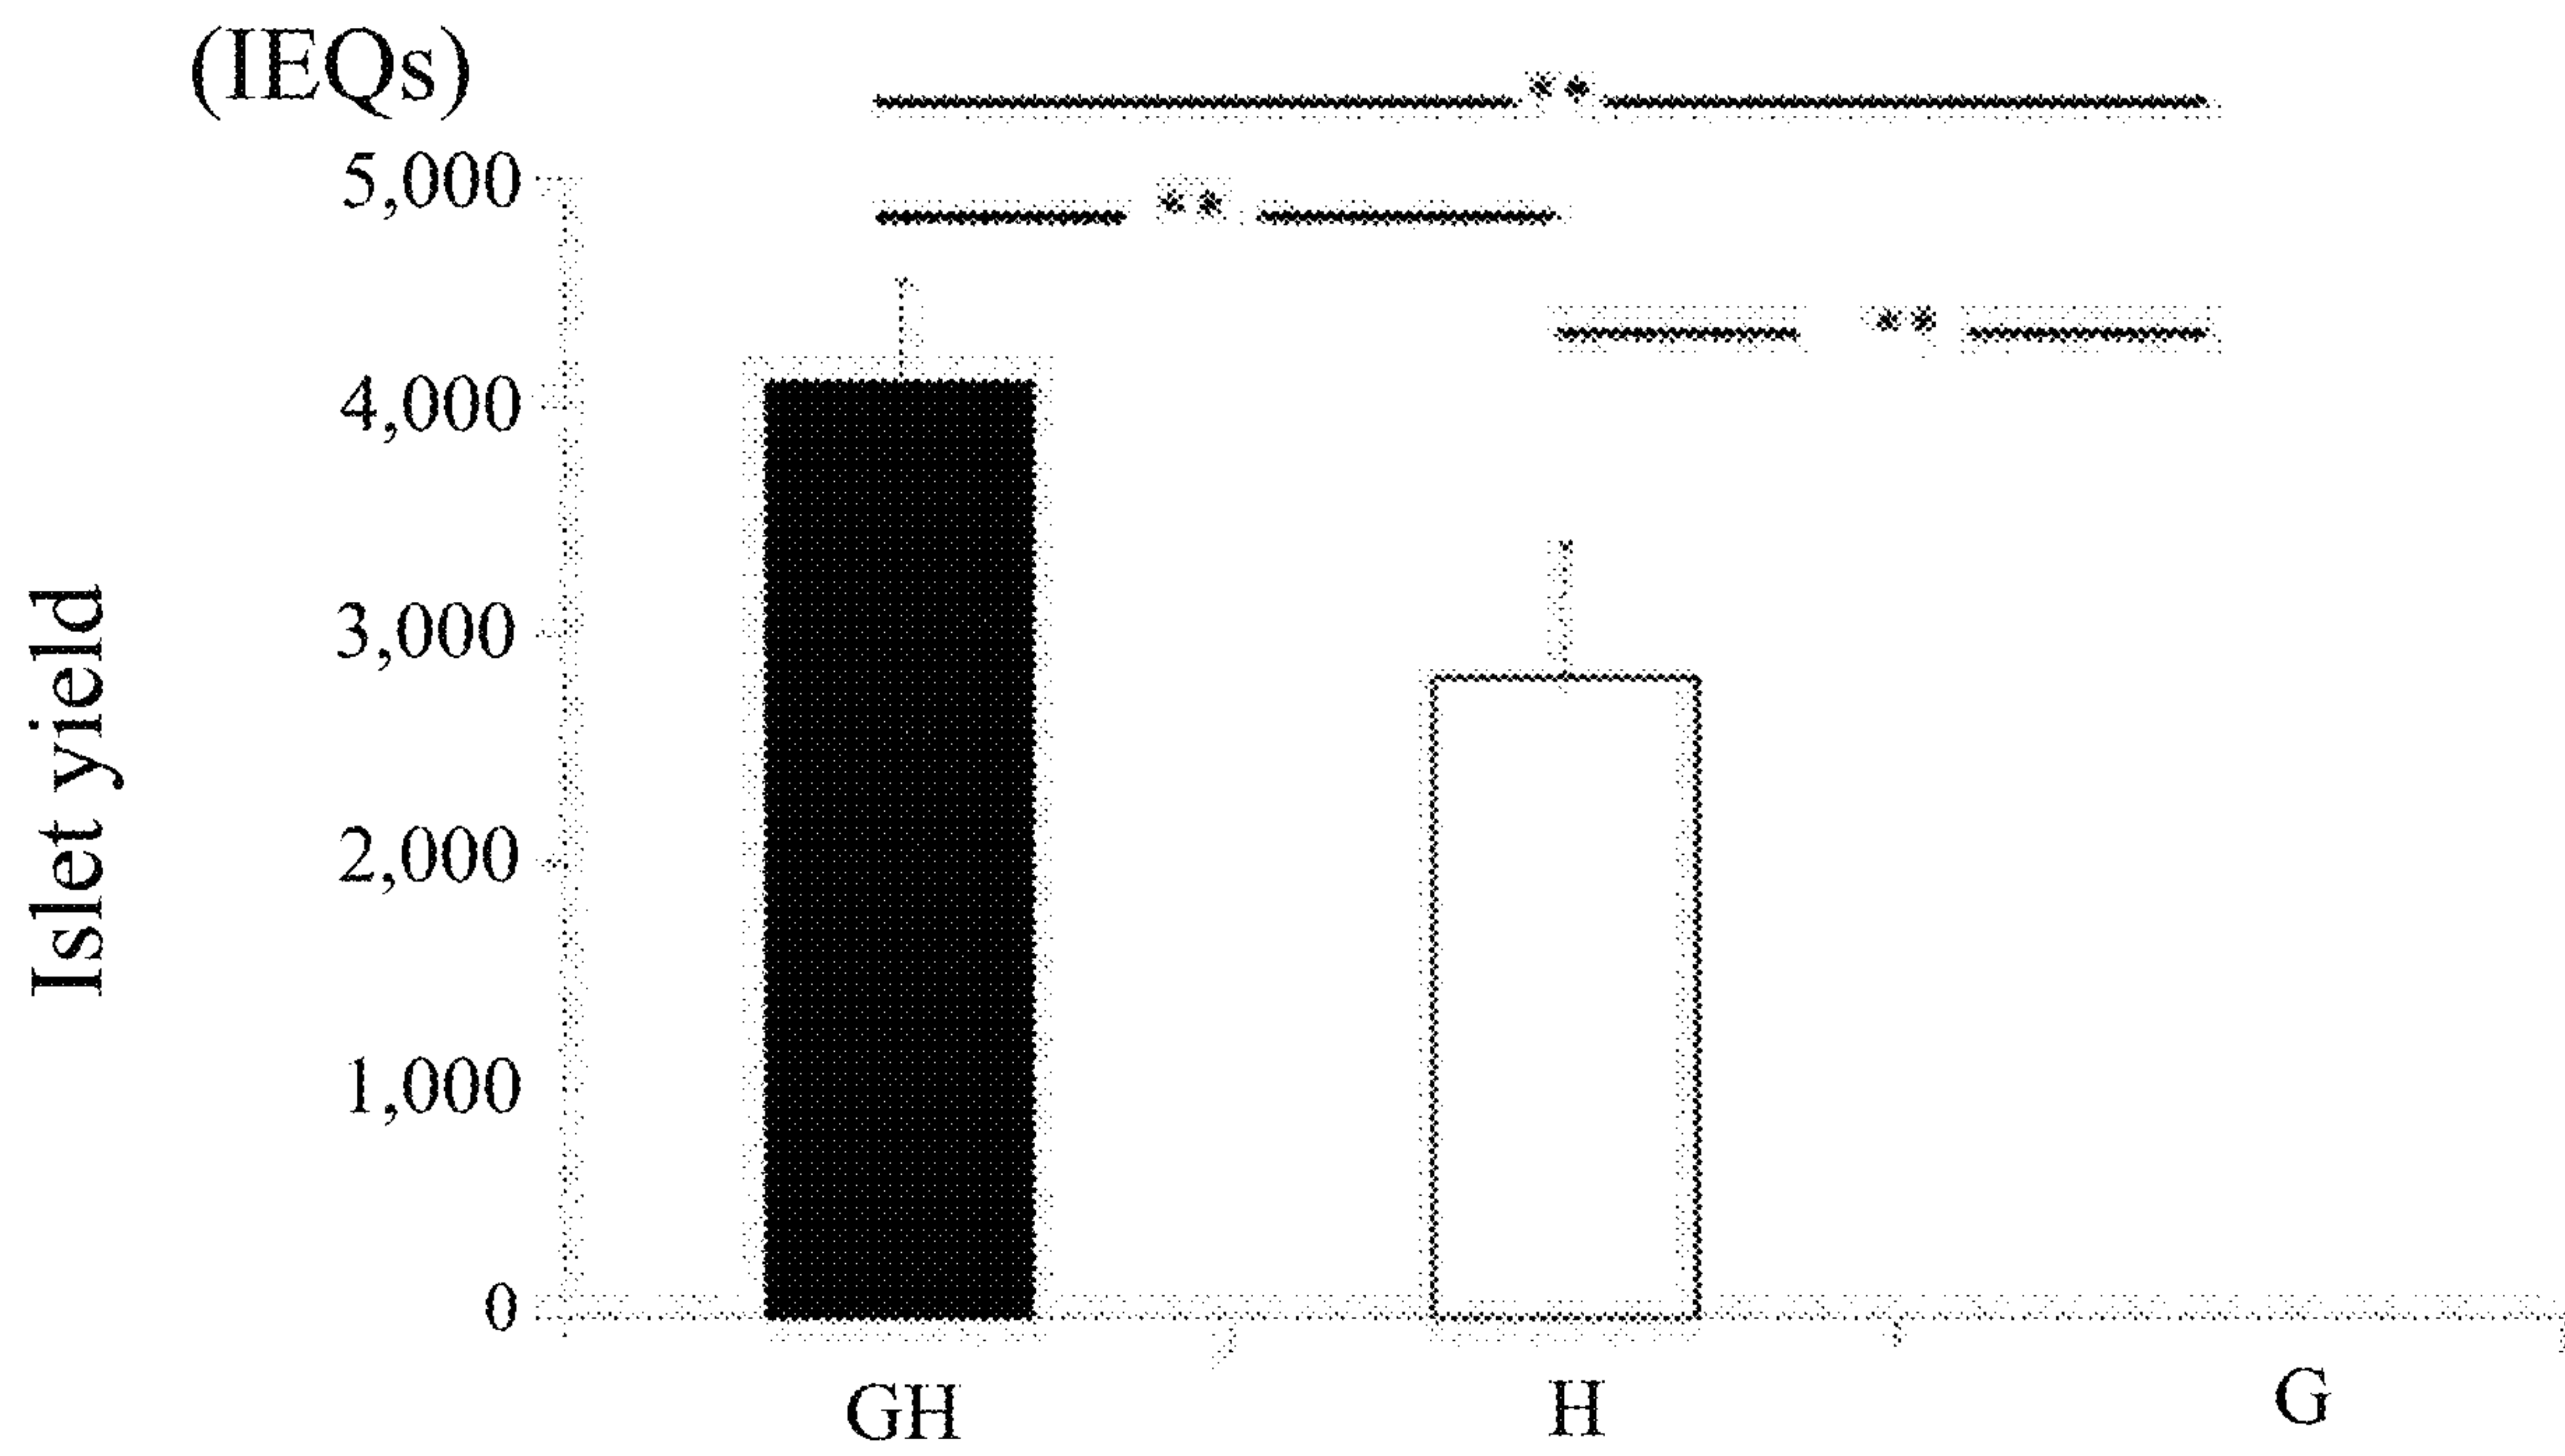 (IEQs)
**
5,000
**
**
4,000
3,000
Islet yield
2,000
1,000
0
GH
H
G